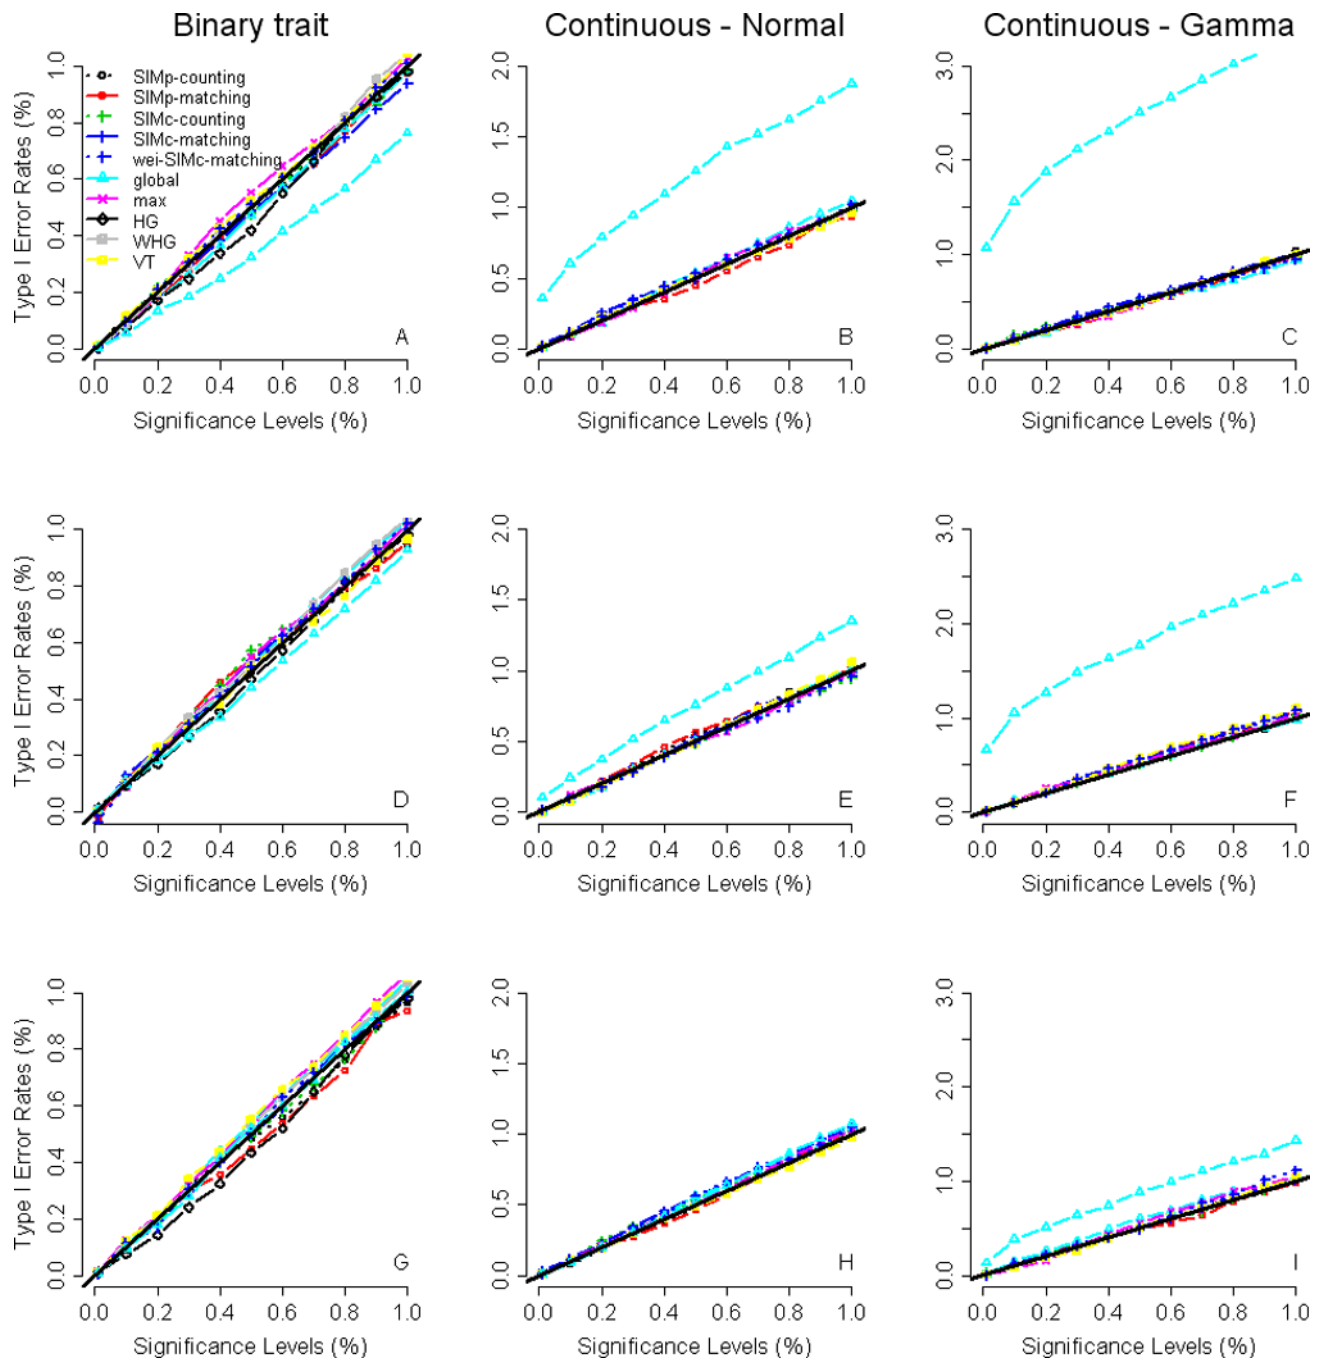 Binary trait
Continuous - Normal
Continuous - Gamma
Type I Error Rates (%)
0.0 0.2 0.4 0.6 0.8 1.0
SIMp-counting
SIMp-matching
SIMc-counting
SIMc-matching
wei-SIMc-matching
global
max
HG
WHG
VT
A
0.0 0.2 0.4 0.6 0.8 1.0
Significance Levels (%)
0.0 0.5 1.0 1.5 2.0
B
0.0 0.2 0.4 0.6 0.8 1.0
Significance Levels (%)
0.0 1.0 2.0 3.0
C
0.0 0.2 0.4 0.6 0.8 1.0
Significance Levels (%)
Type I Error Rates (%)
0.0 0.2 0.4 0.6 0.8 1.0
D
0.0 0.2 0.4 0.6 0.8 1.0
Significance Levels (%)
0.0 0.5 1.0 1.5 2.0
E
0.0 0.2 0.4 0.6 0.8 1.0
Significance Levels (%)
0.0 1.0 2.0 3.0
F
0.0 0.2 0.4 0.6 0.8 1.0
Significance Levels (%)
Type I Error Rates (%)
0.0 0.2 0.4 0.6 0.8 1.0
G
0.0 0.2 0.4 0.6 0.8 1.0
Significance Levels (%)
0.0 0.5 1.0 1.5 2.0
H
0.0 0.2 0.4 0.6 0.8 1.0
Significance Levels (%)
0.0 1.0 2.0 3.0
I
0.0 0.2 0.4 0.6 0.8 1.0
Significance Levels (%)